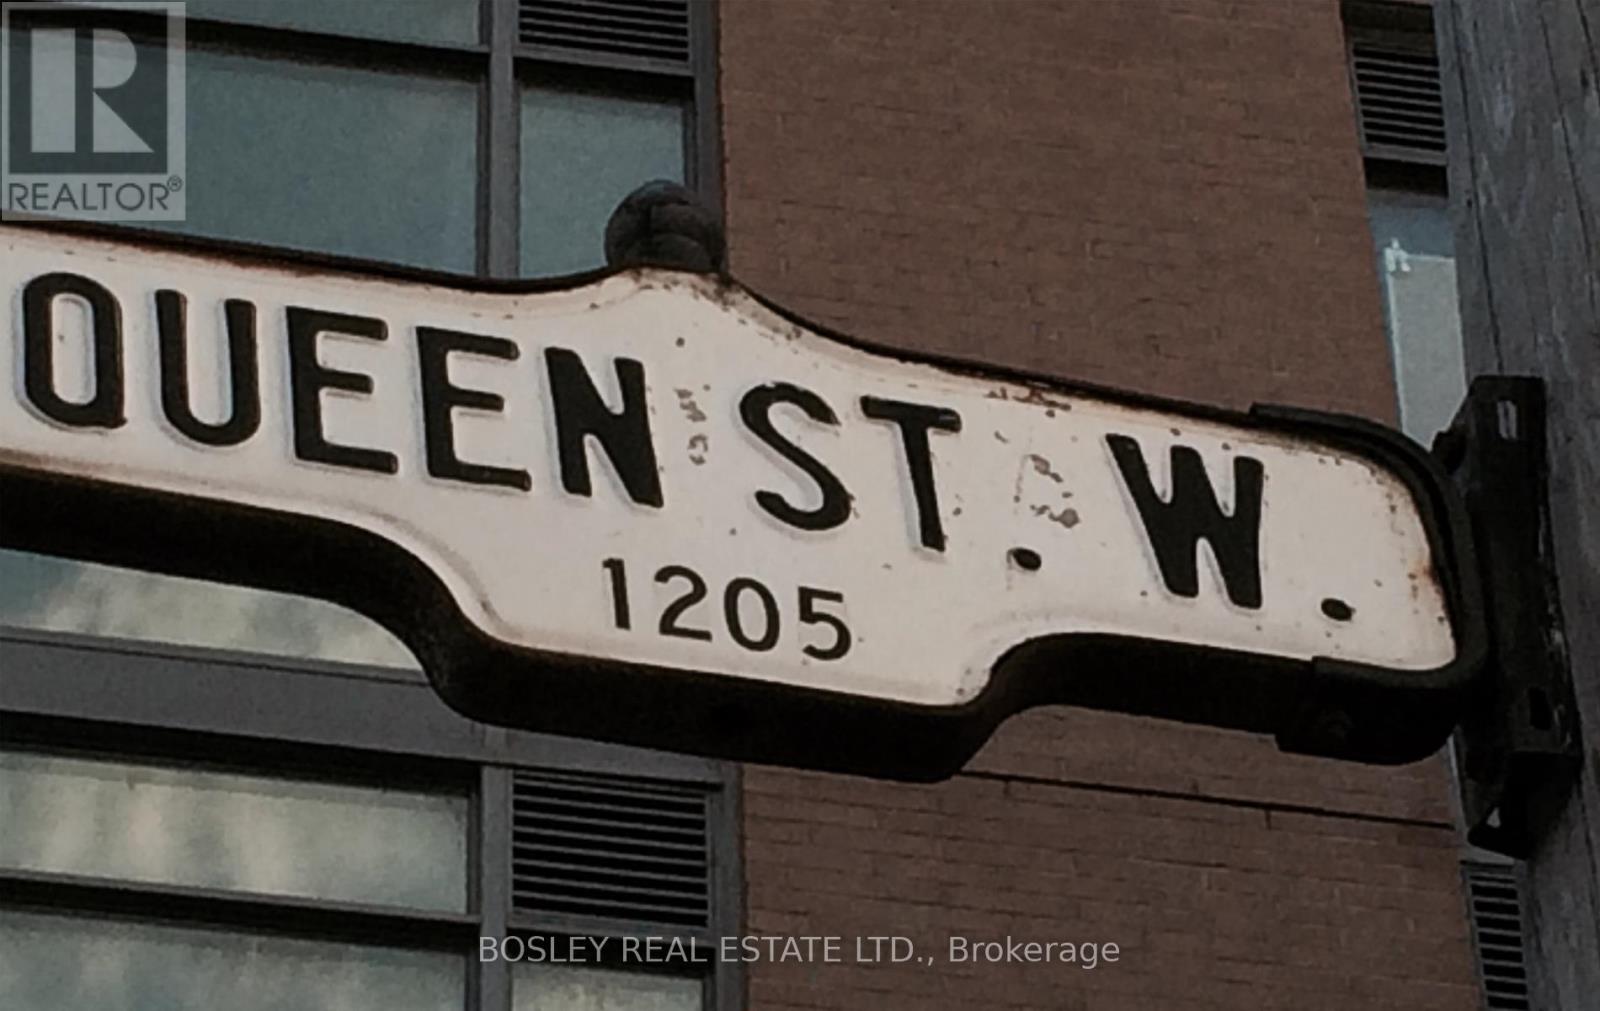 REALTOR®
QUEEN ST. W.
1205
BOSLEY REAL ESTATE LTD., Brokerage